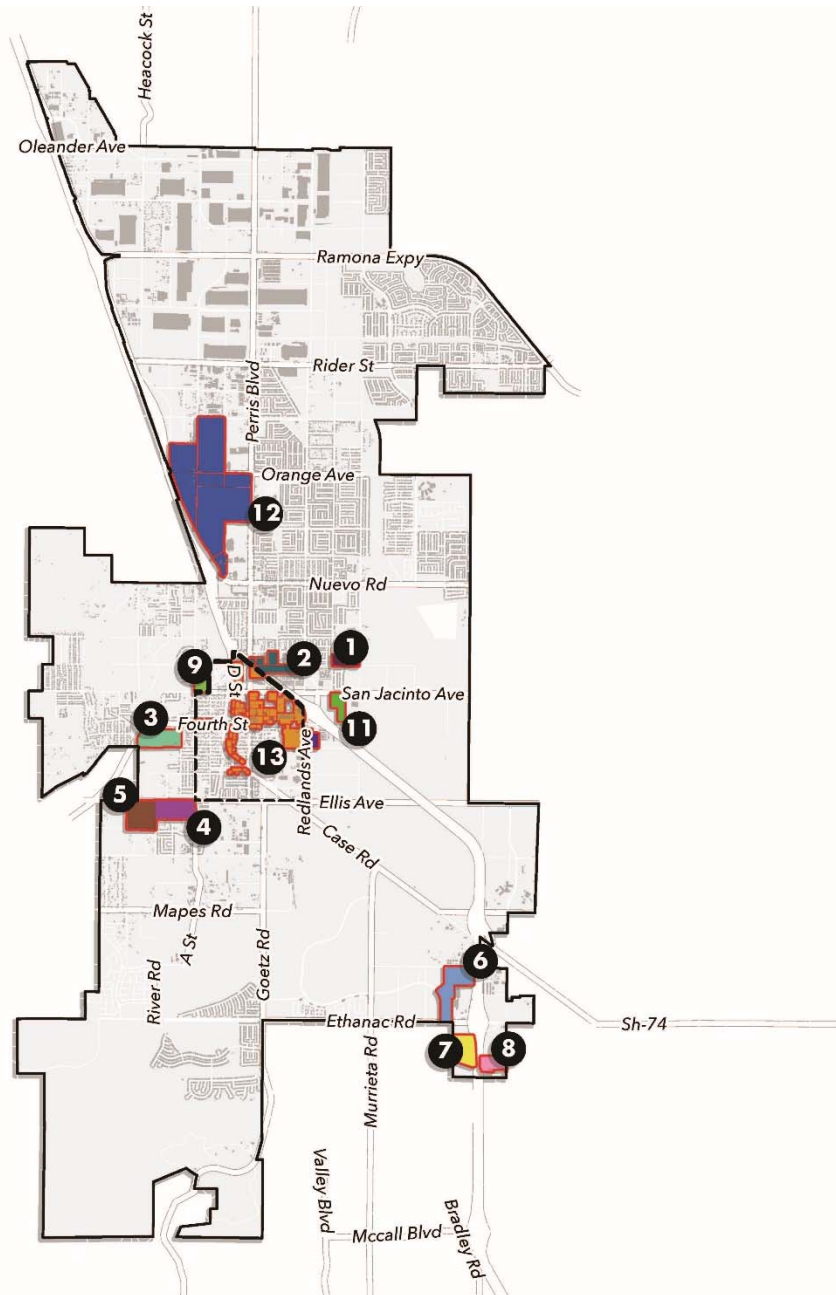 Heacock St
Oleander Ave
Ramona Expy
Rider St
Perris Blvd
Orange Ave
12
Nuevo Rd
1
2
9
D St
San Jacinto Ave
3
Fourth St
11
13
Redlands Ave
5
Ellis Ave
4
Case Rd
Mapes Rd
A St
6
River Rd
Goetz Rd
Ethanac Rd
Sh-74
7
8
Murrieta Rd
Valley Blvd
Mccall Blvd
Bradley Rd